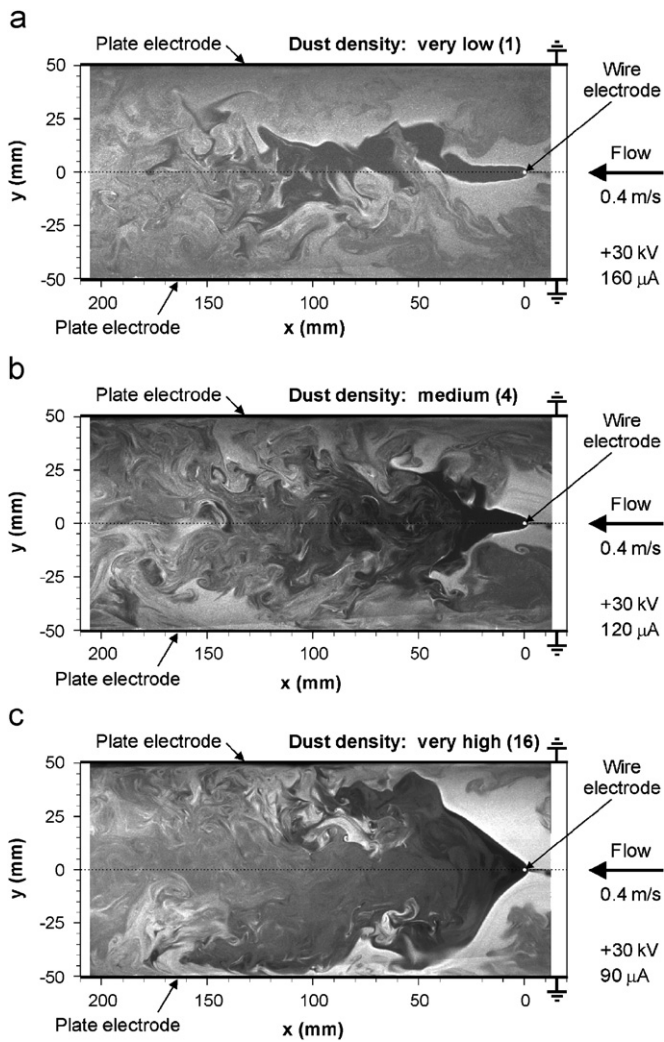 a
Plate electrode
Dust density: very low (1)
Wire
electrode
50
25
0
-25
-50
y (mm)
Flow
0.4 m/s
+30 kV
160 μA
200
150
100
50
0
Plate electrode
x (mm)
b
Plate electrode
Dust density: medium (4)
Wire
electrode
50
25
0
-25
-50
y (mm)
Flow
0.4 m/s
+30 kV
120 μA
200
150
100
50
0
Plate electrode
x (mm)
c
Plate electrode
Dust density: very high (16)
Wire
electrode
50
25
0
-25
-50
y (mm)
Flow
0.4 m/s
+30 kV
90 μA
200
150
100
50
0
Plate electrode
x (mm)